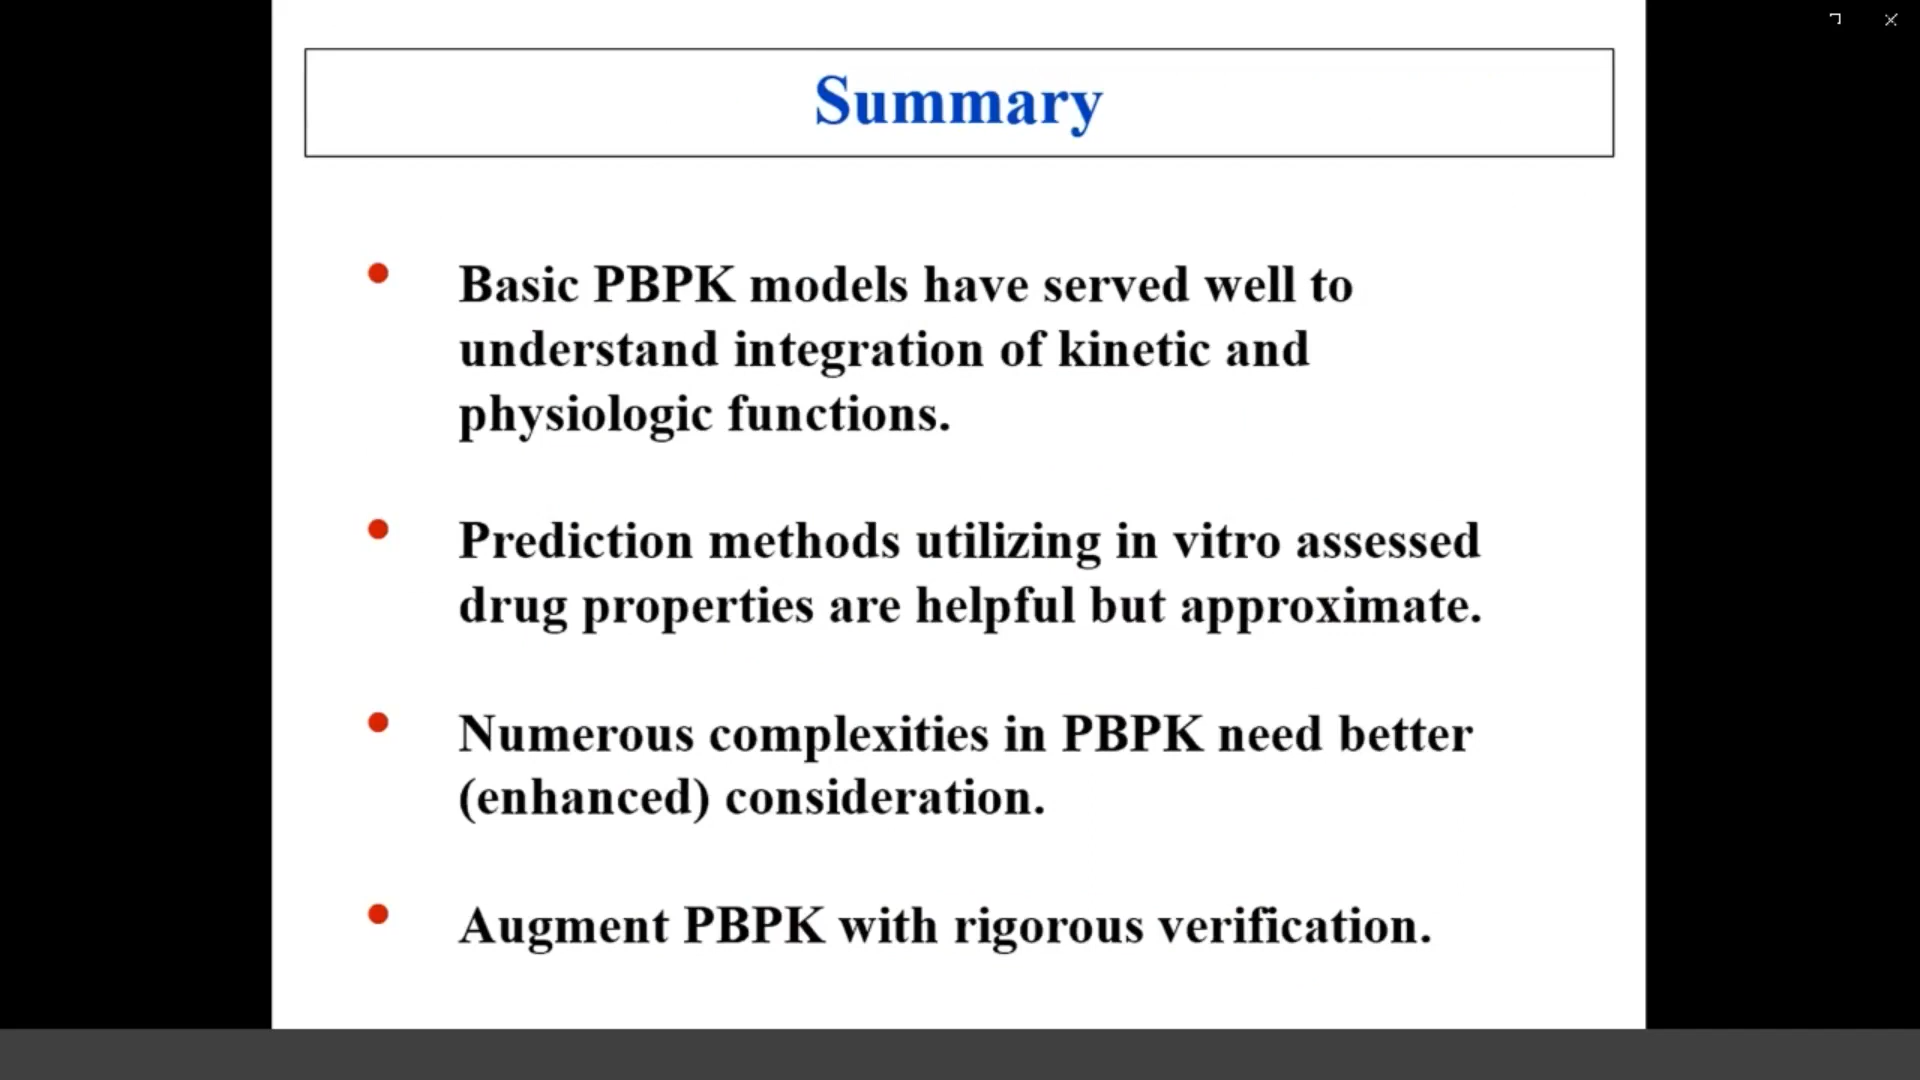 Summary
• Basic PBPK models have served well to
understand integration of kinetic and
physiologic functions.
• Prediction methods utilizing in vitro assessed
drug properties are helpful but approximate.
• Numerous complexities in PBPK need better
(enhanced) consideration.
• Augment PBPK with rigorous verification.